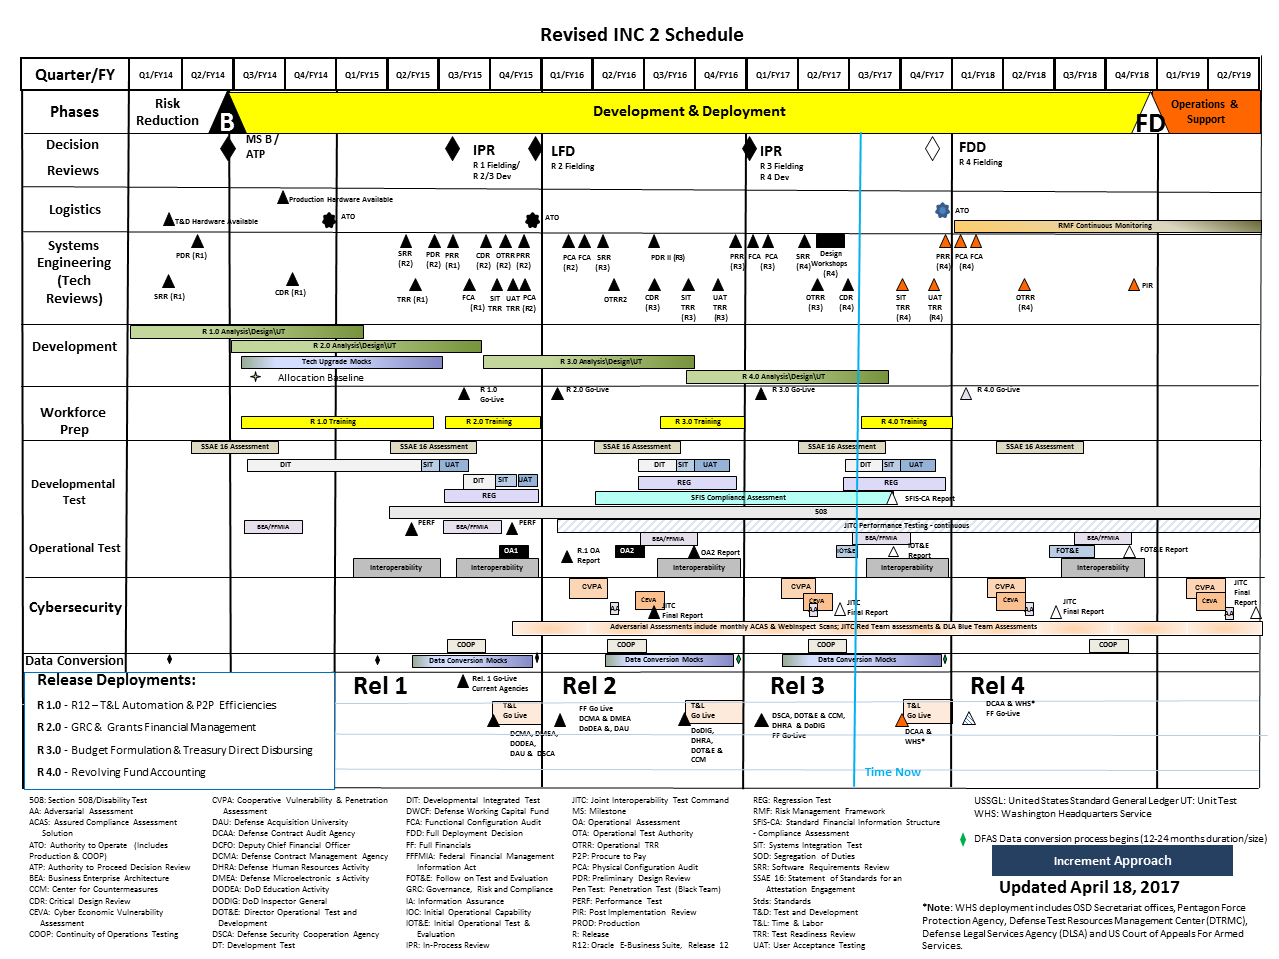 Revised INC 2 Schedule
Quarter/FY Q1/FY14 Q2/FY14 Q3/FY14 Q4/FY14 Q1/FY15 Q2/FY15 Q3/FY15 Q4/FY15 Q1/FY16 Q2/FY16 Q3/FY16 Q4/FY16 Q1/FY17 Q2/FY17 Q3/FY17 Q4/FY17 Q1/FY18 Q2/FY18 Q3/FY18 Q4/FY18 Q1/FY19 Q2/FY19
Phases
Risk
Reduction
B
Development & Deployment
FD
Operations &
Support
Decision
Reviews
MS B /
ATP
IPR
R 1 Fielding/
R 2/3 Dev
LFD
R 2 Fielding
IPR
R 3 Fielding
R 4 Dev
FDD
R 4 Fielding
Logistics
Production Hardware Available
T&D Hardware Available
ATO
ATO
ATO
RMF Continuous Monitoring
Systems
Engineering
(Tech
Reviews)
PDR (R1)
SRR (R1)
CDR (R1)
SRR
(R2)
PDR
(R2)
PRR
(R1)
CDR
(R2)
OTRR
(R2)
PRR
(R2)
TRR (R1)
FCA
(R1)
SIT
TRR
UAT
TRR
PCA
(R2)
PCA
(R2)
FCA
SRR
(R3)
PDR II (R3)
PRR
(R3)
FCA
PCA
(R3)
SRR
(R4)
Design
Workshops
(R4)
PRR
(R4)
PCA
FCA
OTRR2
CDR
(R3)
SIT
TRR
(R3)
UAT
TRR
(R3)
OTRR
(R3)
CDR
(R4)
SIT
TRR
(R4)
UAT
TRR
(R4)
OTRR
(R4)
PIR
Development
R 1.0 Analysis\Design\UT
R 2.0 Analysis\Design\UT
Tech Upgrade Mocks
R 3.0 Analysis\Design\UT
R 4.0 Analysis\Design\UT
Allocation Baseline
Workforce
Prep
R 1.0
Go-Live
R 2.0 Go-Live
R 3.0 Go-Live
R 4.0 Go-Live
R 1.0 Training
R 2.0 Training
R 3.0 Training
R 4.0 Training
Developmental
Test
SSAE 16 Assessment
SSAE 16 Assessment
SSAE 16 Assessment
SSAE 16 Assessment
SSAE 16 Assessment
DIT SIT UAT
DIT SIT UAT
DIT SIT UAT
DIT SIT UAT
REG
REG
REG
SFIS Compliance Assessment
SFIS-CA Report
508
Operational Test
BEA/FFMIA
PERF
BEA/FFMIA
PERF
JITC Performance Testing - continuous
BEA/FFMIA
BEA/FFMIA
BEA/FFMIA
OA1
R.1 OA
Report
OA2
OA2 Report
IOT&E
IOT&E
Report
FOT&E
FOT&E Report
Interoperability
Interoperability
Interoperability
Interoperability
Interoperability
Cybersecurity
CVPA
AA
CEVA
JITC
Final Report
CVPA
CEVA
AA
JITC
Final Report
CVPA
CEVA
AA
JITC
Final Report
CVPA
CEVA
AA
JITC
Final
Report
Adversarial Assessments include monthly ACAS & WebInspect Scans; JITC Red Team assessments & DLA Blue Team Assessments
COOP
COOP
COOP
COOP
Data Conversion
Data Conversion Mocks
Data Conversion Mocks
Data Conversion Mocks
Release Deployments:
R 1.0 - R12 – T&L Automation & P2P Efficiencies
R 2.0 - GRC & Grants Financial Management
R 3.0 - Budget Formulation & Treasury Direct Disbursing
R 4.0 - Revolving Fund Accounting
Rel 1
Rel. 1 Go-Live
Current Agencies
T&L
Go Live
DCMA, DMEA,
DODEA,
DAU & DSCA
Rel 2
FF Go Live
DCMA & DMEA
DoDEA &, DAU
T&L
Go Live
DoDIG,
DHRA,
DOT&E &
CCM
Rel 3
DSCA, DOT&E & CCM,
DHRA & DoDIG
FF Go-Live
T&L
Go Live
DCAA &
WHS*
Rel 4
DCAA & WHS*
FF Go-Live
Time Now
508: Section 508/Disability Test
AA: Adversarial Assessment
ACAS: Assured Compliance Assessment
Solution
ATO: Authority to Operate (Includes
Production & COOP)
ATP: Authority to Proceed Decision Review
BEA: Business Enterprise Architecture
CCM: Center for Countermeasures
CDR: Critical Design Review
CEVA: Cyber Economic Vulnerability
Assessment
COOP: Continuity of Operations Testing
CVPA: Cooperative Vulnerability & Penetration
Assessment
DAU: Defense Acquisition University
DCAA: Defense Contract Audit Agency
DCFO: Deputy Chief Financial Officer
DCMA: Defense Contract Management Agency
DHRA: Defense Human Resources Activity
DMEA: Defense Microelectronic s Activity
DODEA: DoD Education Activity
DODIG: DoD Inspector General
DOT&E: Director Operational Test and
Development
DSCA: Defense Security Cooperation Agency
DT: Development Test
DIT: Developmental Integrated Test
DWCF: Defense Working Capital Fund
FCA: Functional Configuration Audit
FDD: Full Deployment Decision
FF: Full Financials
FFFMIA: Federal Financial Management
Information Act
FOT&E: Follow on Test and Evaluation
GRC: Governance, Risk and Compliance
IA: Information Assurance
IOC: Initial Operational Capability
IOT&E: Initial Operational Test &
Evaluation
IPR: In-Process Review
JITC: Joint Interoperability Test Command
MS: Milestone
OA: Operational Assessment
OTA: Operational Test Authority
OTRR: Operational TRR
P2P: Procure to Pay
PCA: Physical Configuration Audit
PDR: Preliminary Design Review
Pen Test: Penetration Test (Black Team)
PERF: Performance Test
PIR: Post Implementation Review
PROD: Production
R: Release
R12: Oracle E-Business Suite, Release 12
REG: Regression Test
RMF: Risk Management Framework
SFIS-CA: Standard Financial Information Structure
- Compliance Assessment
SIT: Systems Integration Test
SOD: Segregation of Duties
SRR: Software Requirements Review
SSAE 16: Statement of Standards for an
Attestation Engagement
Stds: Standards
T&D: Test and Development
T&L: Time & Labor
TRR: Test Readiness Review
UAT: User Acceptance Testing
USSGL: United States Standard General Ledger UT: Unit Test
WHS: Washington Headquarters Service
DFAS Data conversion process begins (12-24 months duration/size)
Increment Approach
Updated April 18, 2017
*Note: WHS deployment includes OSD Secretariat offices, Pentagon Force
Protection Agency, Defense Test Resources Management Center (DTRMC),
Defense Legal Services Agency (DLSA) and US Court of Appeals For Armed
Services.